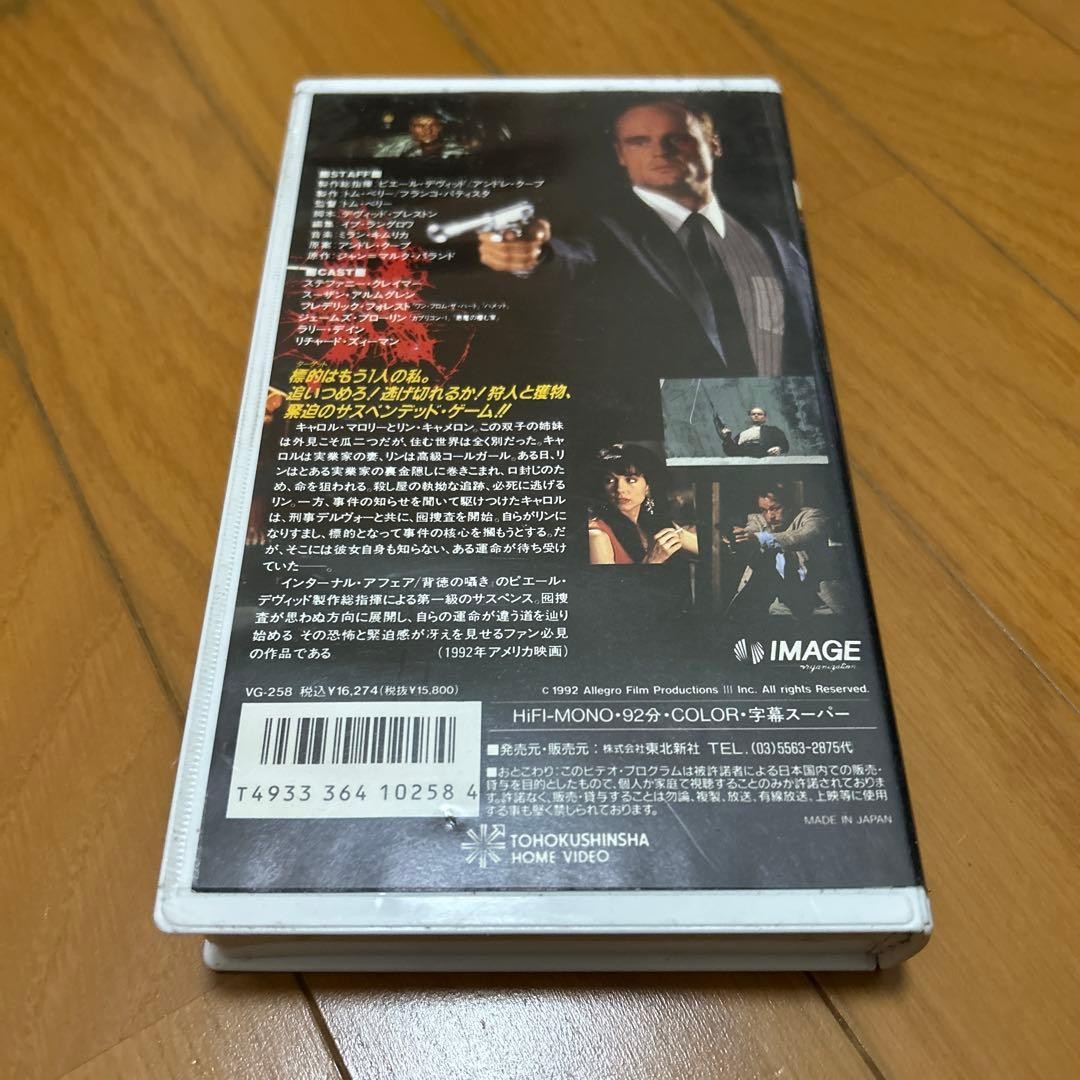 ■STAFF■
製作総指揮・ピエール・デヴィッド/アンドレ・クープ
製作・トム・ベリー/フランコ・バティスタ
監督・トム・ベリー
脚本・デヴィッド・プレストン
編集・イブ・ラングロワ
音楽・ミラン・キムリカ
原案・アンドレ・クープ
原作・ジャン=マルク・パランド
■CAST■
ステファニー・クレイマー
スーザン・アルムグレン
フレデリック・フォレスト「ワン・フロム・ザ・ハート」「ハメット」
ジェームズ・ブローリン「カプリコン・1」「悪魔の棲む家」
ラリー・デイン
リチャード・ズィーマン
ターゲット
標的はもう1人の私。
追いつめろ!逃げ切れるか!狩人と獲物、
緊迫のサスペンデッド・ゲーム!!
キャロル・マロリーとリン・キャメロン。この双子の姉妹
は外見こそ瓜二つだが、住む世界は全く別だった。キャ
ロルは実業家の妻、リンは高級コールガール。ある日、リ
ンはとある実業家の裏金隠しに巻きこまれ、口封じのた
め、命を狙われる。殺し屋の執拗な追跡、必死に逃げる
リン。一方、事件の知らせを聞いて駆けつけたキャロル
は、刑事デルヴォーと共に、囮捜査を開始。自らがリンに
なりすまし、標的となって事件の核心を摑もうとする。だ
が、そこには彼女自身も知らない、ある運命が待ち受け
ていた——。
『インターナル・アフェア/背徳の囁き』のピエール・
デヴィッド製作総指揮による第一級のサスペンス。囮捜
査が思わぬ方向に展開し、自らの運命が違う道を辿り
始める その恐怖と緊迫感が冴えを見せるファン必見
の作品である (1992年アメリカ映画)
IMAGE
organization
VG-258 税込¥16,274(税抜¥15,800)
© 1992 Allegro Film Productions III Inc. All rights Reserved.
HiFI-MONO・92分・COLOR・字幕スーパー
■発売元・販売元:株式会社東北新社 TEL.(03)5563-2875代
■おことわり:このビデオ・プログラムは被許諾者による日本国内での販売・
貸与を目的としたもので、個人か家庭で視聴することのみか許諾されておりま
す。許諾なく、販売・貸与することは勿論、複製、放送、有線放送、上映等に使用
する事も堅く禁じられております。
MADE IN JAPAN
T4933 364 10258 4
TOHOKUSHINSHA
HOME VIDEO